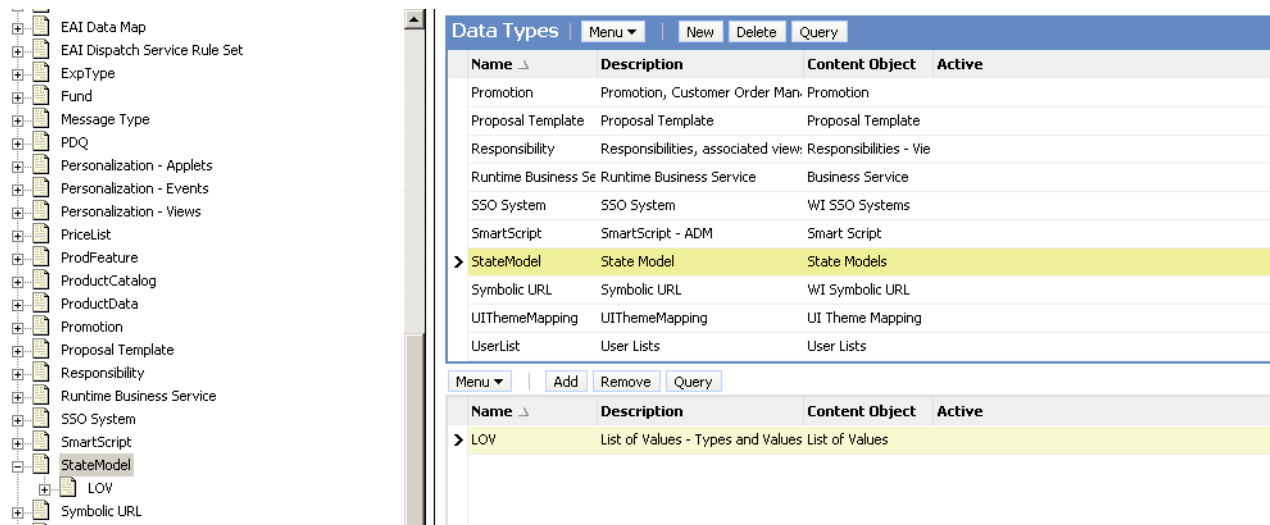 EAI Data Map
EAI Dispatch Service Rule Set
ExpType
Fund
Message Type
PDQ
Personalization - Applets
Personalization - Events
Personalization - Views
PriceList
ProdFeature
ProductCatalog
ProductData
Promotion
Proposal Template
Responsibility
Runtime Business Service
SSO System
SmartScript
StateModel
LOV
Symbolic URL
Data Types Menu New Delete Query
Name Description Content Object Active
Promotion Promotion, Customer Order Man Promotion
Proposal Template Proposal Template Proposal Template
Responsibility Responsibilities, associated view Responsibilities - Vie
Runtime Business Se Runtime Business Service Business Service
SSO System SSO System WI SSO Systems
SmartScript SmartScript - ADM Smart Script
StateModel State Model State Models
Symbolic URL Symbolic URL WI Symbolic URL
UIThemeMapping UIThemeMapping UI Theme Mapping
UserList User Lists User Lists
Menu Add Remove Query
Name Description Content Object Active
LOV List of Values - Types and Values List of Values